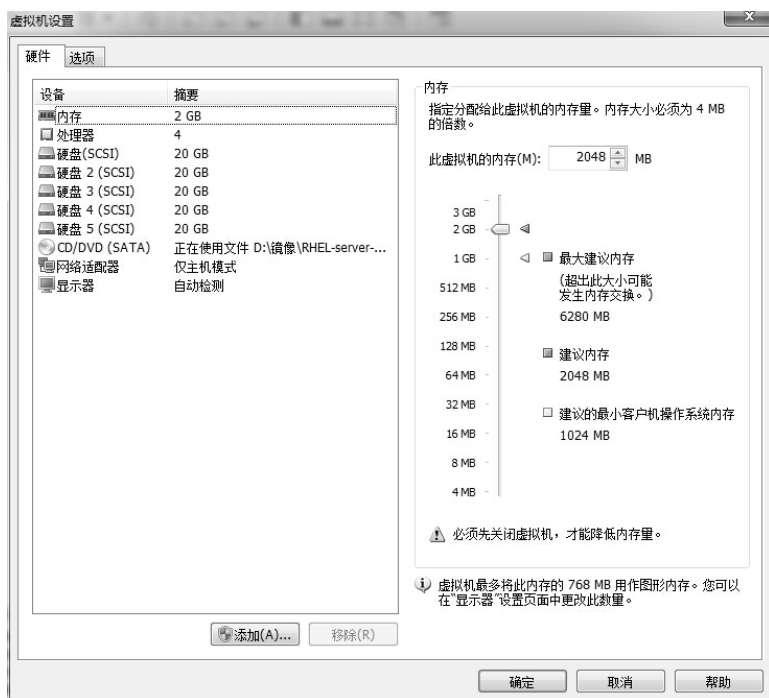 虚拟机设置
硬件 选项
设备 摘要
内存 2 GB
处理器 4
硬盘(SCSI) 20 GB
硬盘 2 (SCSI) 20 GB
硬盘 3 (SCSI) 20 GB
硬盘 4 (SCSI) 20 GB
硬盘 5 (SCSI) 20 GB
CD/DVD (SATA) 正在使用文件 D:\镜像\RHEL-server-...
网络适配器 仅主机模式
显示器 自动检测
添加(A)... 移除(R)
内存
指定分配给此虚拟机的内存量。内存大小必须为 4 MB
的倍数。
此虚拟机的内存(M): 2048 MB
3 GB
2 GB
1 GB
512 MB
256 MB
128 MB
64 MB
32 MB
16 MB
8 MB
4 MB
最大建议内存
(超出此大小可能
发生内存交换。)
6280 MB
建议内存
2048 MB
建议的最小客户机操作系统内存
1024 MB
必须先关闭虚拟机，才能降低内存量。
虚拟机最多将此内存的 768 MB 用作图形内存。您可以
在"显示器"设置页面中更改此数量。
确定 取消 帮助